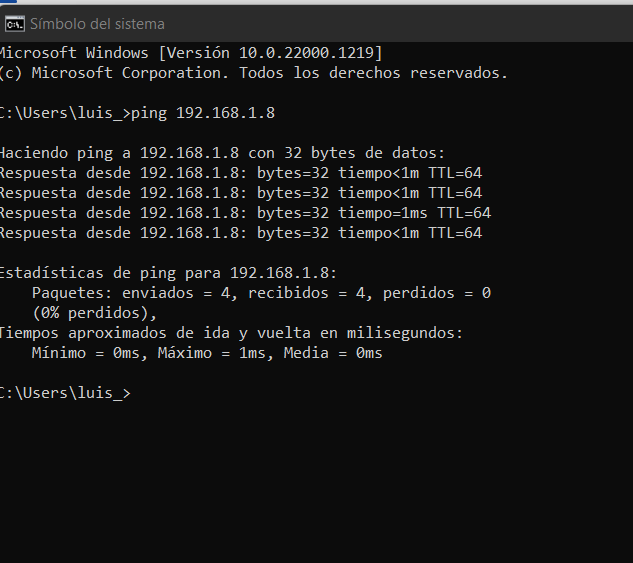 Símbolo del sistema
Microsoft Windows [Versión 10.0.22000.1219]
(c) Microsoft Corporation. Todos los derechos reservados.
C:\Users\luis_>ping 192.168.1.8
Haciendo ping a 192.168.1.8 con 32 bytes de datos:
Respuesta desde 192.168.1.8: bytes=32 tiempo<1m TTL=64
Respuesta desde 192.168.1.8: bytes=32 tiempo<1m TTL=64
Respuesta desde 192.168.1.8: bytes=32 tiempo=1ms TTL=64
Respuesta desde 192.168.1.8: bytes=32 tiempo<1m TTL=64
Estadísticas de ping para 192.168.1.8:
Paquetes: enviados = 4, recibidos = 4, perdidos = 0
(0% perdidos),
Tiempos aproximados de ida y vuelta en milisegundos:
Mínimo = 0ms, Máximo = 1ms, Media = 0ms
C:\Users\luis_>